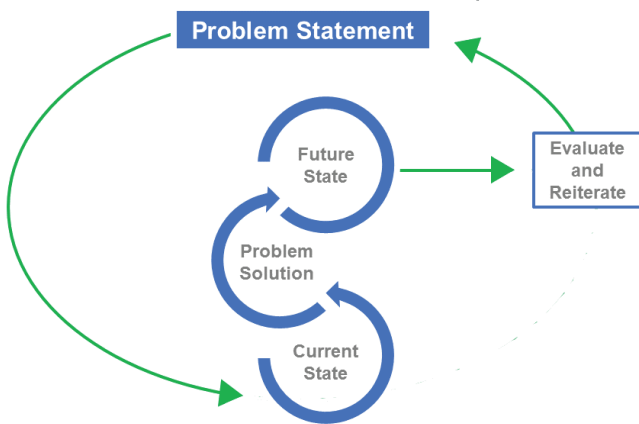 Problem Statement
Future
State
Evaluate
and
Reiterate
Problem
Solution
Current
State